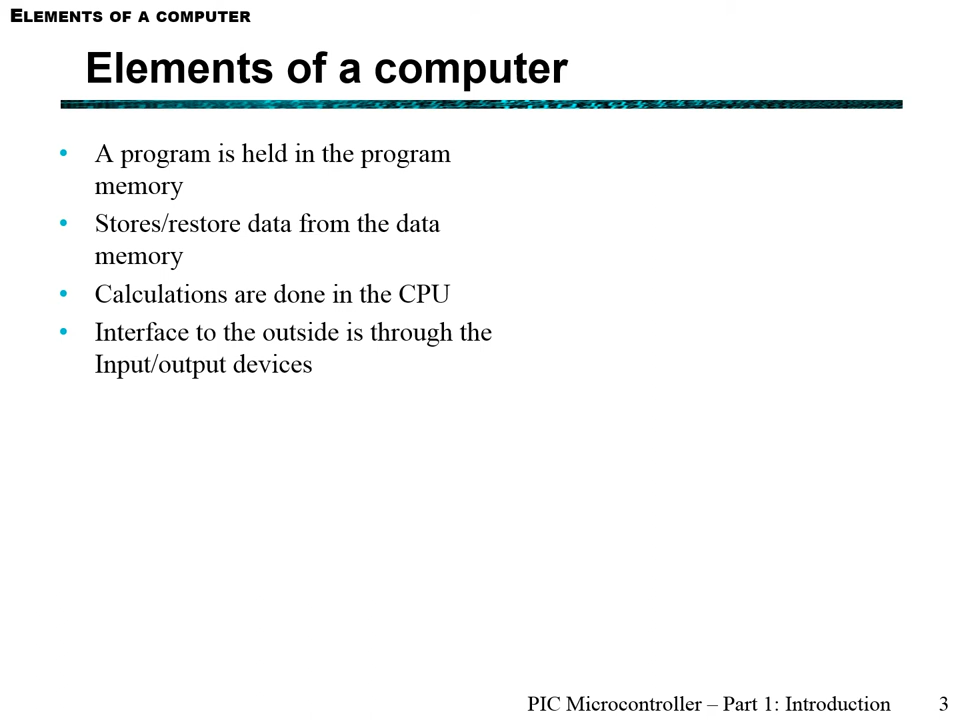 ELEMENTS OF A COMPUTER
Elements of a computer
• A program is held in the program
memory
• Stores/restore data from the data
memory
• Calculations are done in the CPU
• Interface to the outside is through the
Input/output devices
PIC Microcontroller – Part 1: Introduction 3